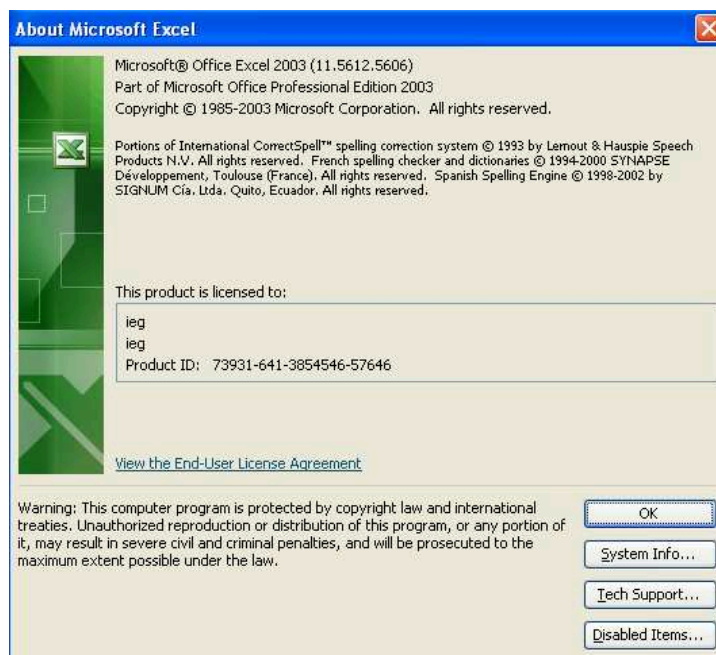 About Microsoft Excel
Microsoft® Office Excel 2003 (11.5612.5606)
Part of Microsoft Office Professional Edition 2003
Copyright © 1985-2003 Microsoft Corporation.  All rights reserved.
Portions of International CorrectSpell™ spelling correction system © 1993 by Lernout & Hauspie Speech
Products N.V. All rights reserved.  French spelling checker and dictionaries © 1994-2000 SYNAPSE
Développement, Toulouse (France). All rights reserved.  Spanish Spelling Engine © 1998-2002 by
SIGNUM Cía. Ltda. Quito, Ecuador. All rights reserved.
This product is licensed to:
ieg
ieg
Product ID:  73931-641-3854546-57646
View the End-User License Agreement
Warning: This computer program is protected by copyright law and international
treaties. Unauthorized reproduction or distribution of this program, or any portion of
it, may result in severe civil and criminal penalties, and will be prosecuted to the
maximum extent possible under the law.
OK
System Info...
Tech Support...
Disabled Items...